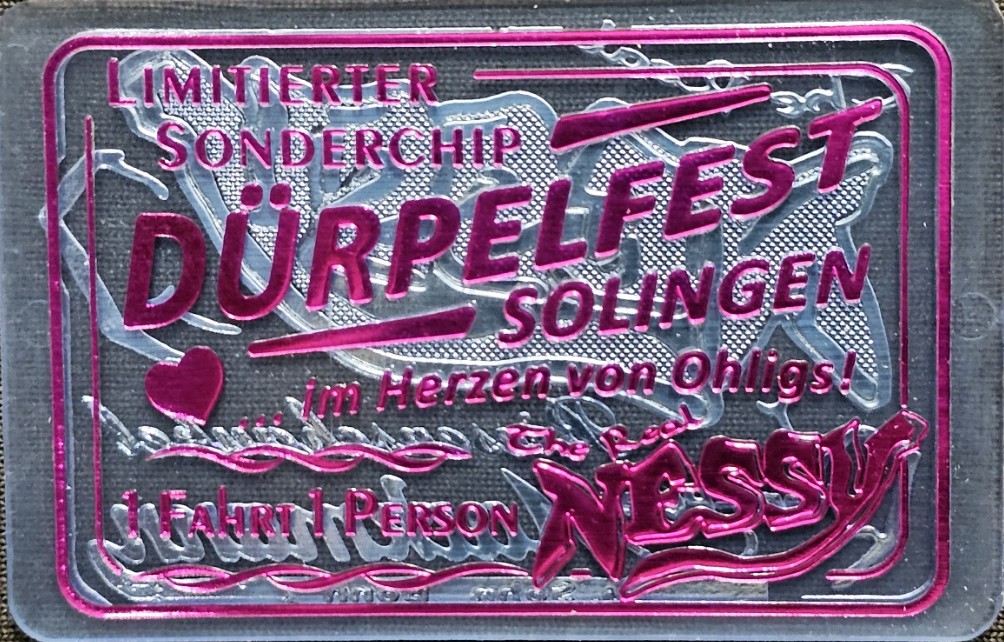 LIMITIERTER
SONDERCHIP
DÜRPELFEST
SOLINGEN
... im Herzen von Ohligs!
The Real
NESSY
1 FAHRT 1 PERSON